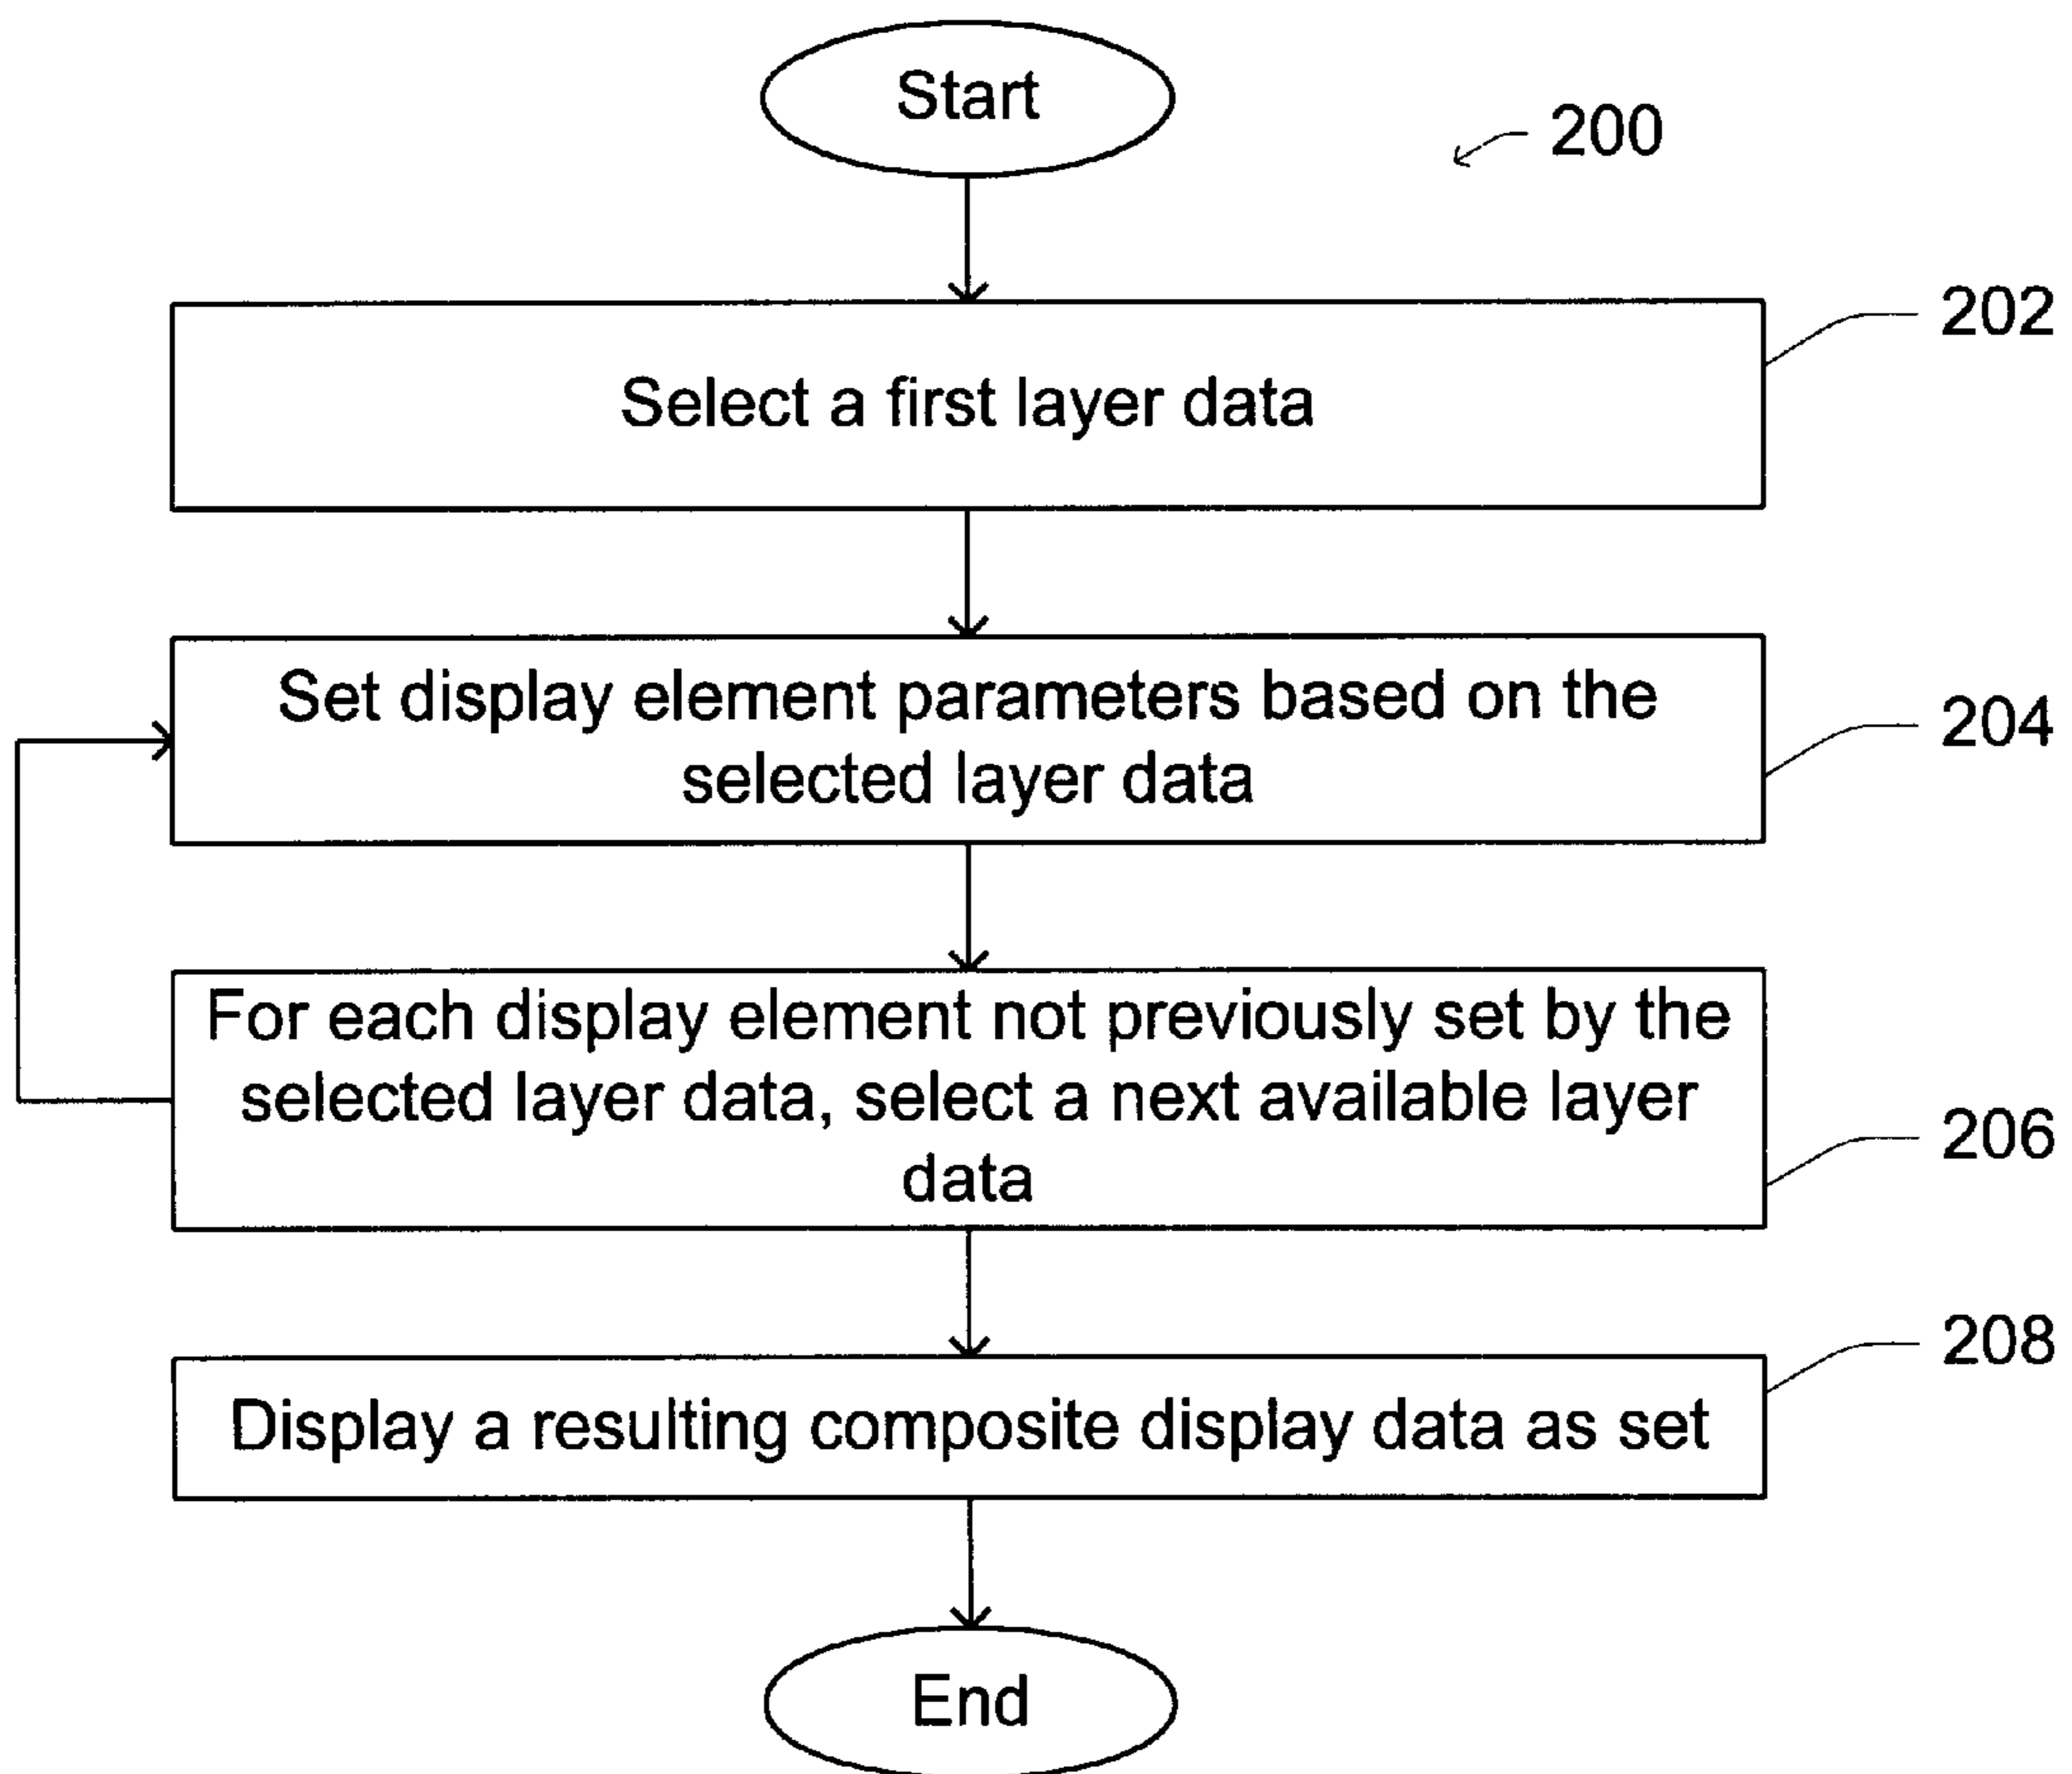 Start
200
202
Select a first layer data
Set display element parameters based on the
selected layer data
204
For each display element not previously set by the
selected layer data, select a next available layer
data
206
208
Display a resulting composite display data as set
End